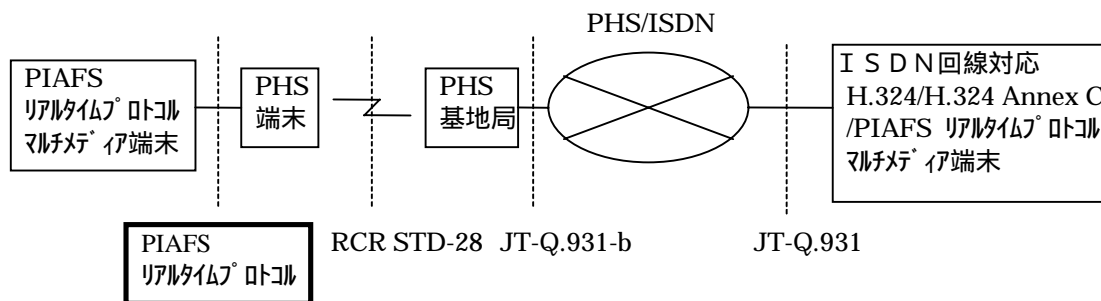 PHS/ISDN
PIAFS
リアルタイムプロトコル
マルチメディア端末
PHS
端末
PHS
基地局
ＩＳＤＮ回線対応
H.324/H.324 Annex C
/PIAFS リアルタイムプロトコル
マルチメディア端末
PIAFS
リアルタイムプロトコル
RCR STD-28
JT-Q.931-b
JT-Q.931